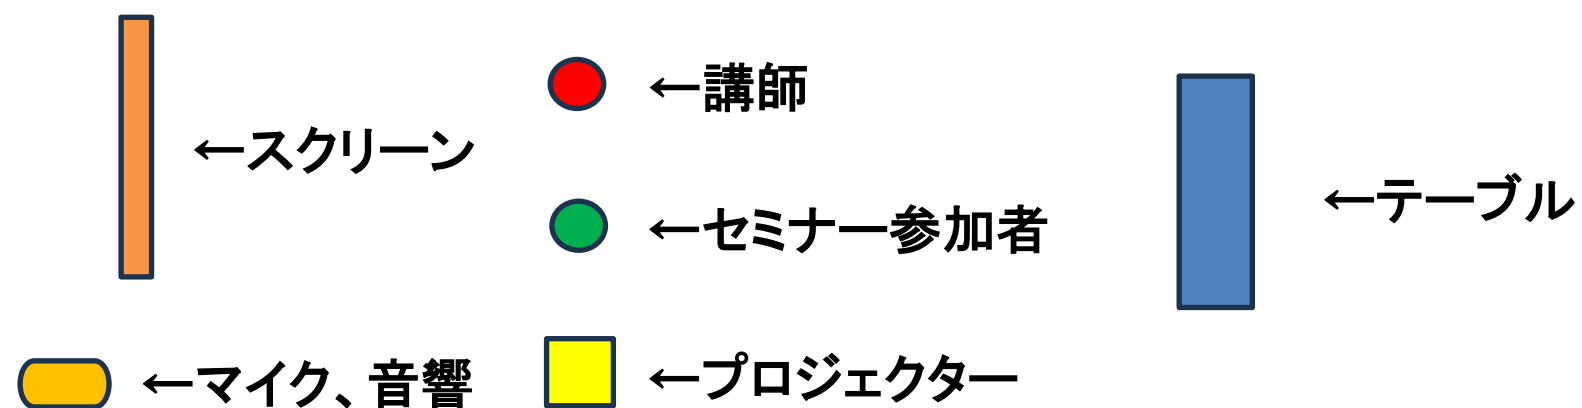 ←スクリーン
←講師
←セミナー参加者
←テーブル
←マイク、音響
←プロジェクター